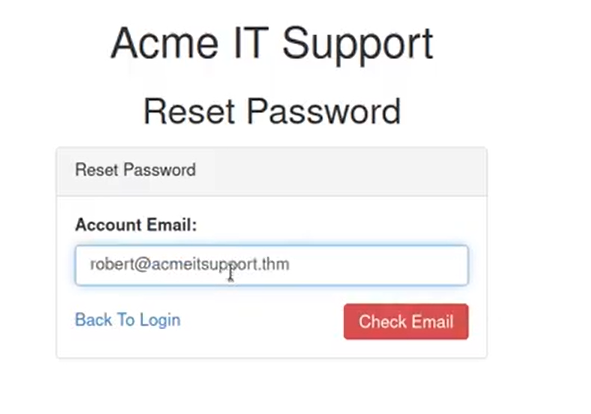 Acme IT Support
Reset Password
Reset Password
Account Email:
robert@acmeitsupport.thm
Back To Login
Check Email